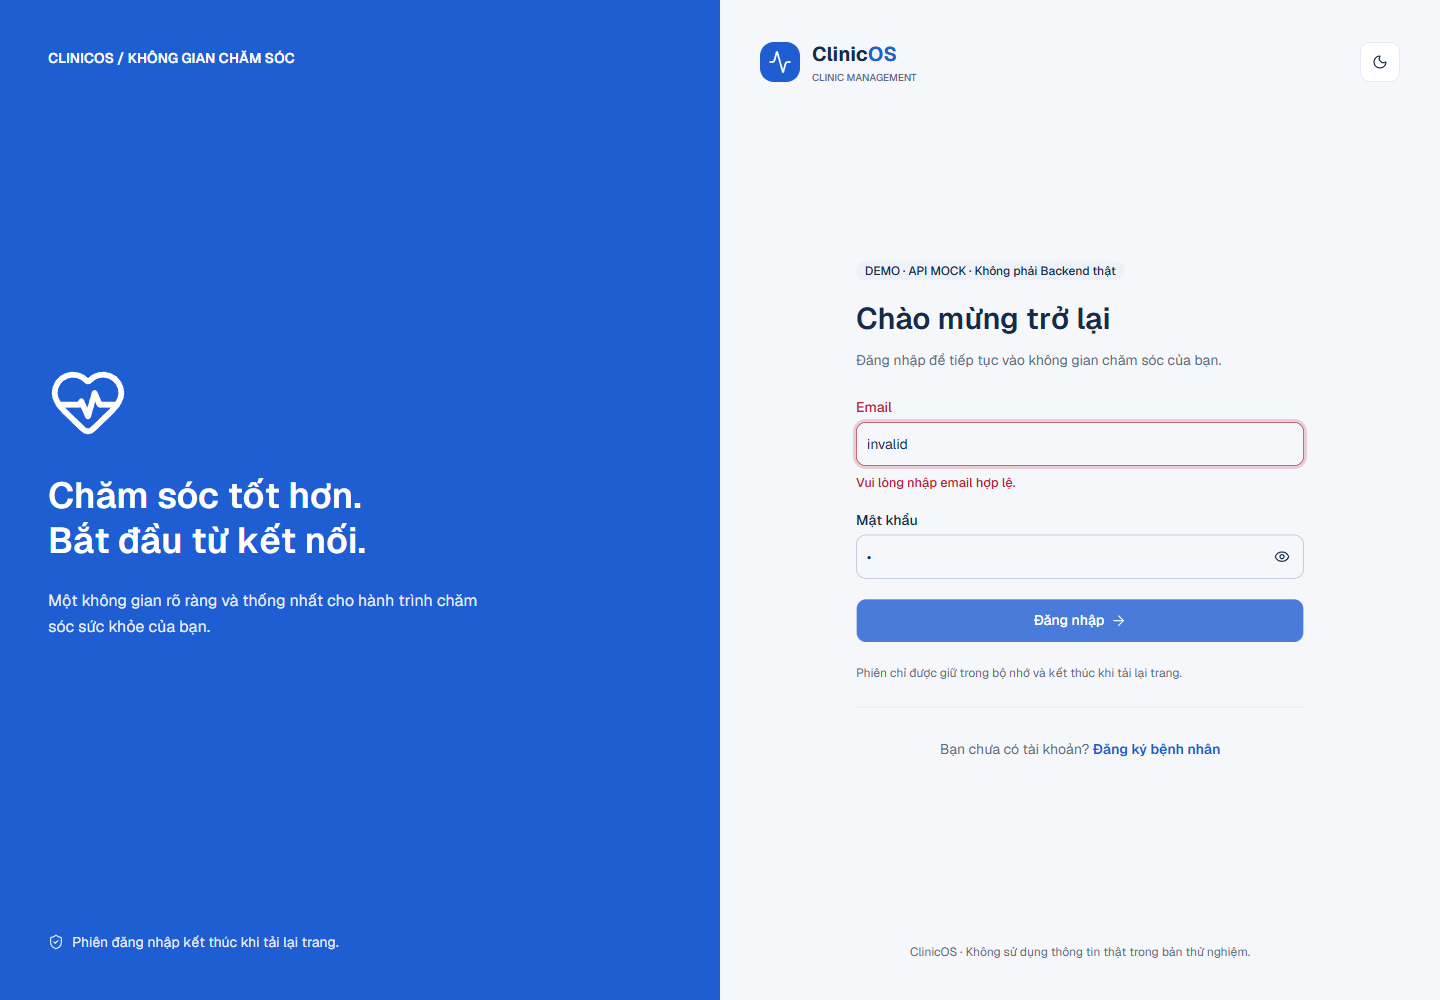 CLINICOS / KHÔNG GIAN CHĂM SÓC
Chăm sóc tốt hơn.
Bắt đầu từ kết nối.
Một không gian rõ ràng và thống nhất cho hành trình chăm
sóc sức khỏe của bạn.
Phiên đăng nhập kết thúc khi tải lại trang.
ClinicOS
CLINIC MANAGEMENT
DEMO · API MOCK · Không phải Backend thật
Chào mừng trở lại
Đăng nhập để tiếp tục vào không gian chăm sóc của bạn.
Email
invalid
Vui lòng nhập email hợp lệ.
Mật khẩu
•
Đăng nhập →
Phiên chỉ được giữ trong bộ nhớ và kết thúc khi tải lại trang.
Bạn chưa có tài khoản? Đăng ký bệnh nhân
ClinicOS · Không sử dụng thông tin thật trong bản thử nghiệm.